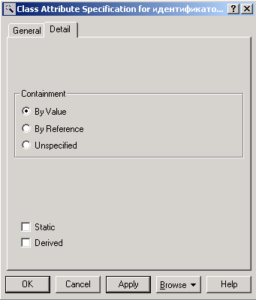 Class Attribute Specification for идентификато...
General
Detail
Containment
By Value
By Reference
Unspecified
Static
Derived
OK
Cancel
Apply
Browse
Help